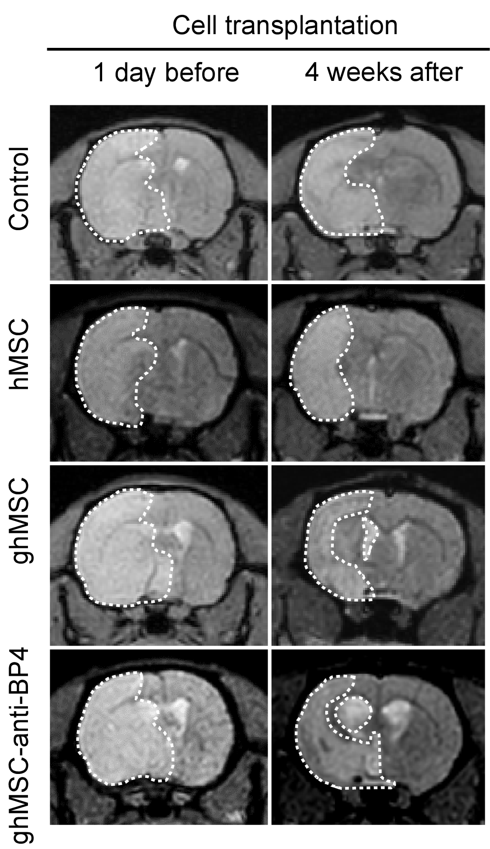 Cell transplantation
1 day before
4 weeks after
Control
hMSC
ghMSC
ghMSC-anti-BP4